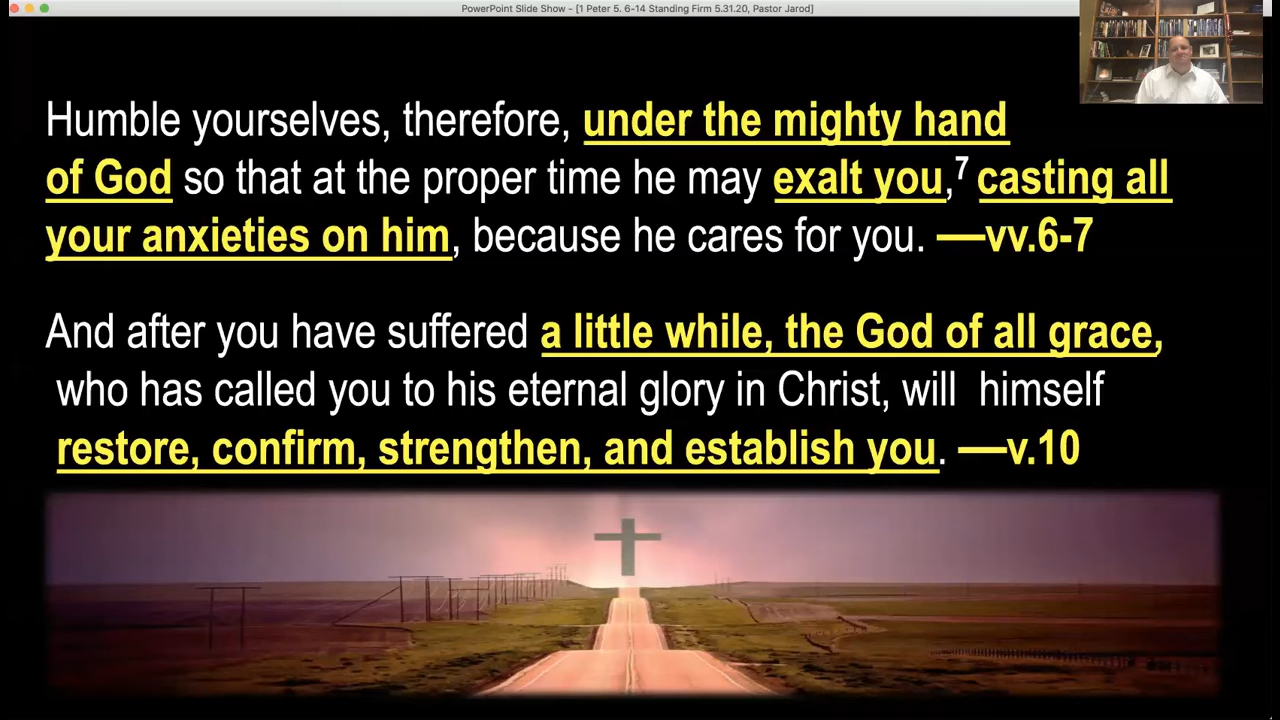 PowerPoint Slide Show - [1 Peter 5. 6-14 Standing Firm 5.31.20, Pastor Jarod]
Humble yourselves, therefore, under the mighty hand
of God so that at the proper time he may exalt you,⁷ casting all
your anxieties on him, because he cares for you. —vv.6-7
And after you have suffered a little while, the God of all grace,
who has called you to his eternal glory in Christ, will himself
restore, confirm, strengthen, and establish you. —v.10